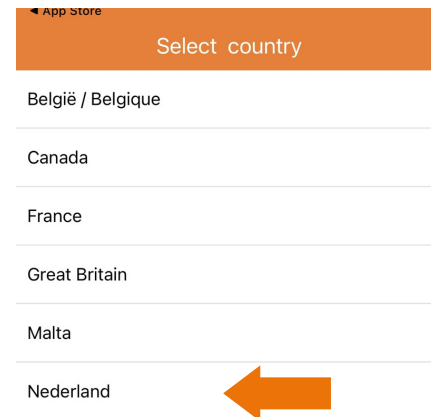 ◀ App Store
Select country
België / Belgique
Canada
France
Great Britain
Malta
Nederland